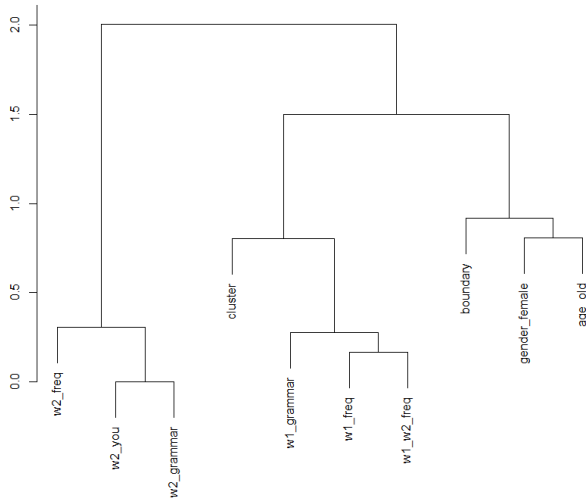 2.0
1.5
1.0
0.5
0.0
w2_freq
w2_you
w2_grammar
cluster
w1_grammar
w1_freq
w1_w2_freq
boundary
gender_female
age_old